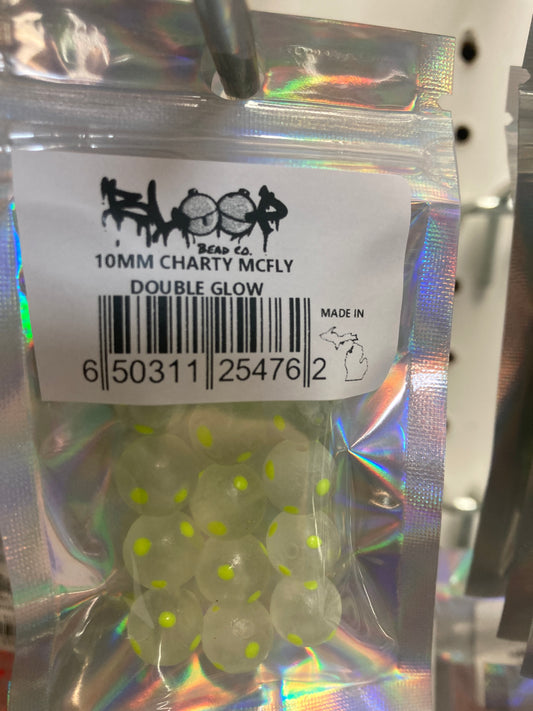 BLOOP
BEAD CO.
10MM CHARTY MCFLY
DOUBLE GLOW
MADE IN
6 50311 25476 2